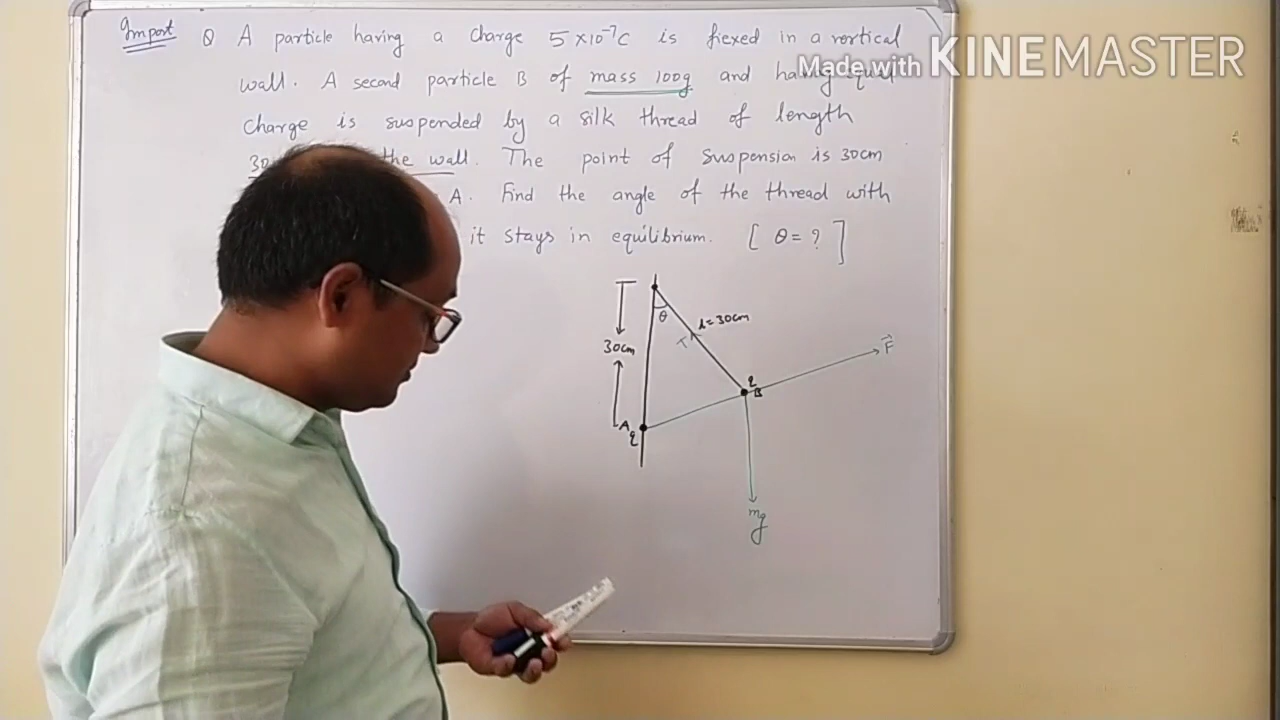 Import Q A particle having a charge 5×10⁻⁷C is fixed in a vertical
Made with KINEMASTER
wall. A second particle B of mass 100g and having equal
charge is suspended by a silk thread of length
30 the wall. The point of suspension is 30cm
A. Find the angle of the thread with
it stays in equilibrium. [ θ = ? ]
θ
l=30cm
T
30cm
F⃗
q
B
A
q
mg